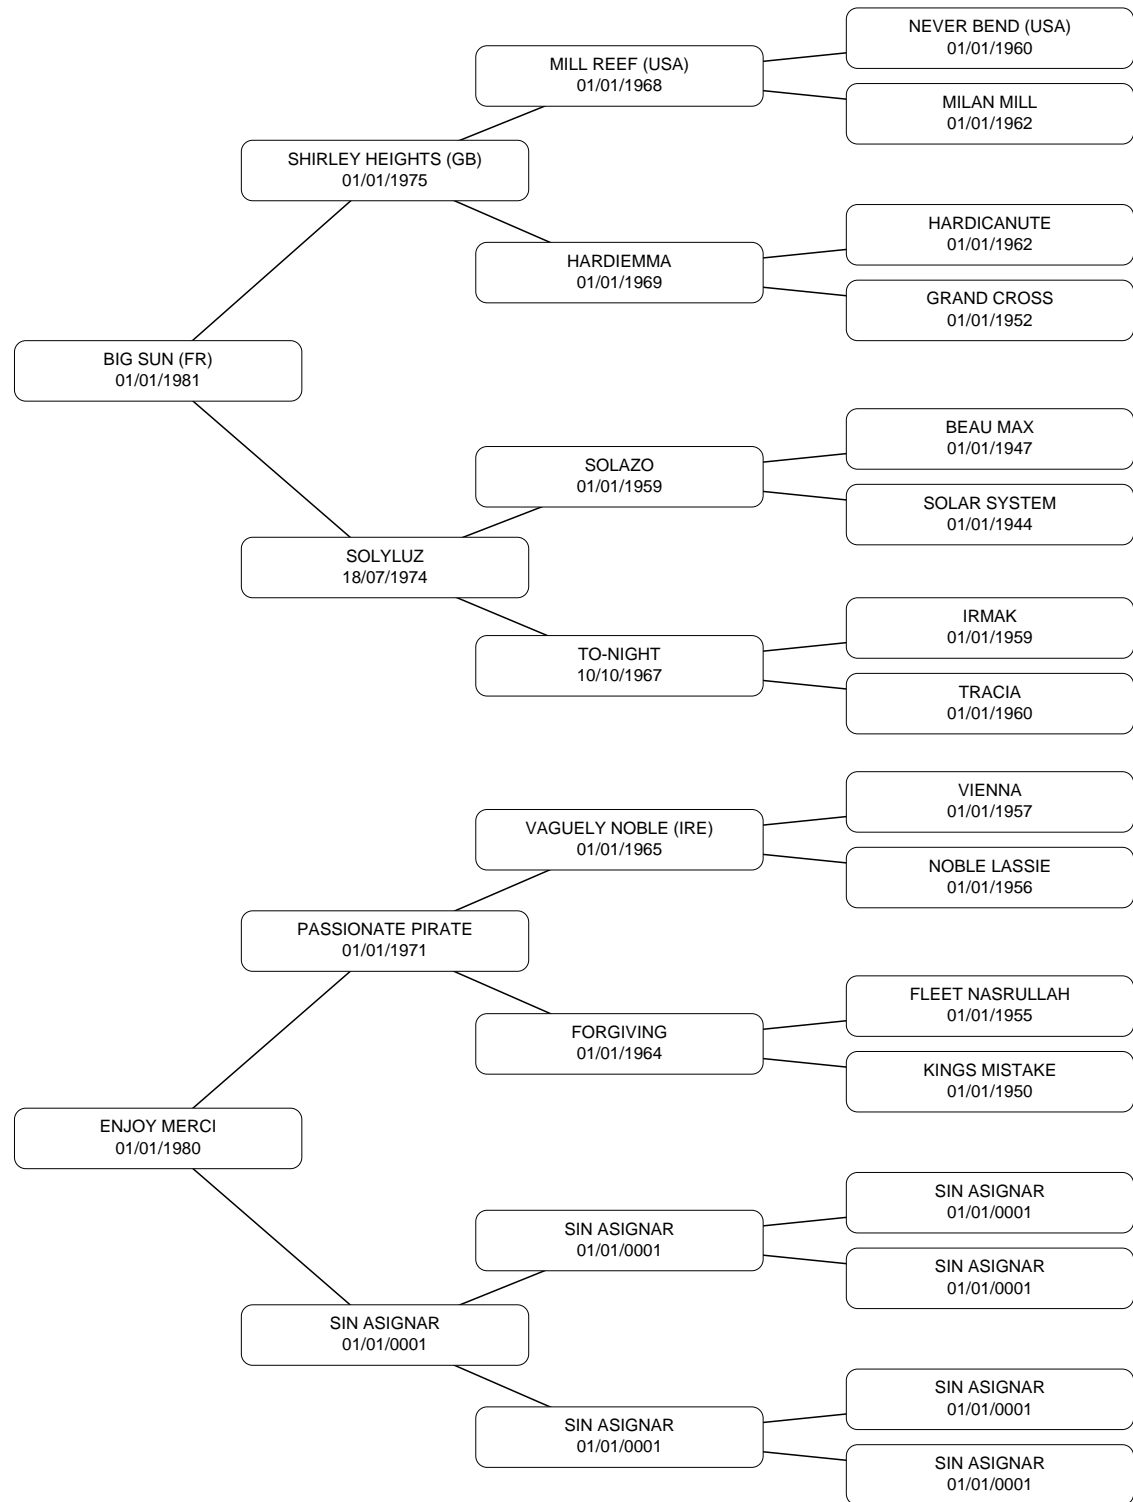 NEVER BEND (USA)
01/01/1960
MILL REEF (USA)
01/01/1968
MILAN MILL
01/01/1962
SHIRLEY HEIGHTS (GB)
01/01/1975
HARDICANUTE
01/01/1962
HARDIEMMA
01/01/1969
GRAND CROSS
01/01/1952
BIG SUN (FR)
01/01/1981
BEAU MAX
01/01/1947
SOLAZO
01/01/1959
SOLAR SYSTEM
01/01/1944
SOLYLUZ
18/07/1974
IRMAK
01/01/1959
TO-NIGHT
10/10/1967
TRACIA
01/01/1960
VIENNA
01/01/1957
VAGUELY NOBLE (IRE)
01/01/1965
NOBLE LASSIE
01/01/1956
PASSIONATE PIRATE
01/01/1971
FLEET NASRULLAH
01/01/1955
FORGIVING
01/01/1964
KINGS MISTAKE
01/01/1950
ENJOY MERCI
01/01/1980
SIN ASIGNAR
01/01/0001
SIN ASIGNAR
01/01/0001
SIN ASIGNAR
01/01/0001
SIN ASIGNAR
01/01/0001
SIN ASIGNAR
01/01/0001
SIN ASIGNAR
01/01/0001
SIN ASIGNAR
01/01/0001